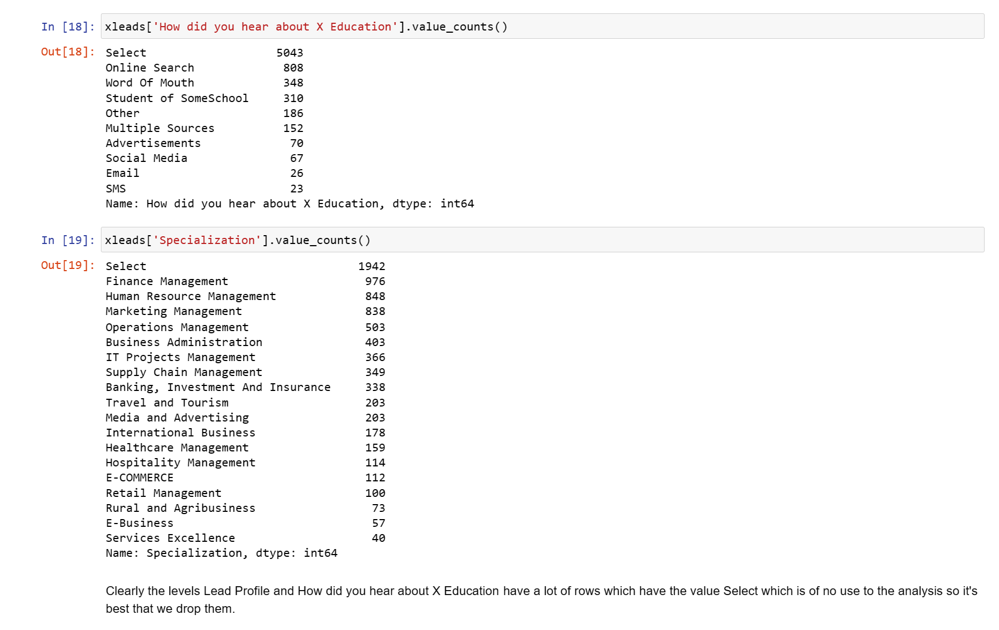 In [18]: xleads['How did you hear about X Education'].value_counts()
Out[18]: Select 5043
Online Search 808
Word Of Mouth 348
Student of SomeSchool 310
Other 186
Multiple Sources 152
Advertisements 70
Social Media 67
Email 26
SMS 23
Name: How did you hear about X Education, dtype: int64
In [19]: xleads['Specialization'].value_counts()
Out[19]: Select 1942
Finance Management 976
Human Resource Management 848
Marketing Management 838
Operations Management 503
Business Administration 403
IT Projects Management 366
Supply Chain Management 349
Banking, Investment And Insurance 338
Travel and Tourism 203
Media and Advertising 203
International Business 178
Healthcare Management 159
Hospitality Management 114
E-COMMERCE 112
Retail Management 100
Rural and Agribusiness 73
E-Business 57
Services Excellence 40
Name: Specialization, dtype: int64
Clearly the levels Lead Profile and How did you hear about X Education have a lot of rows which have the value Select which is of no use to the analysis so it's
best that we drop them.